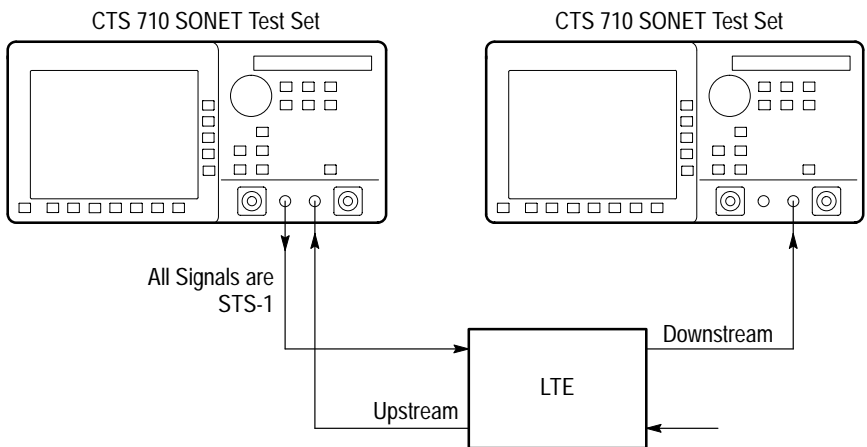 CTS 710 SONET Test Set
CTS 710 SONET Test Set
All Signals are
STS-1
Downstream
LTE
Upstream